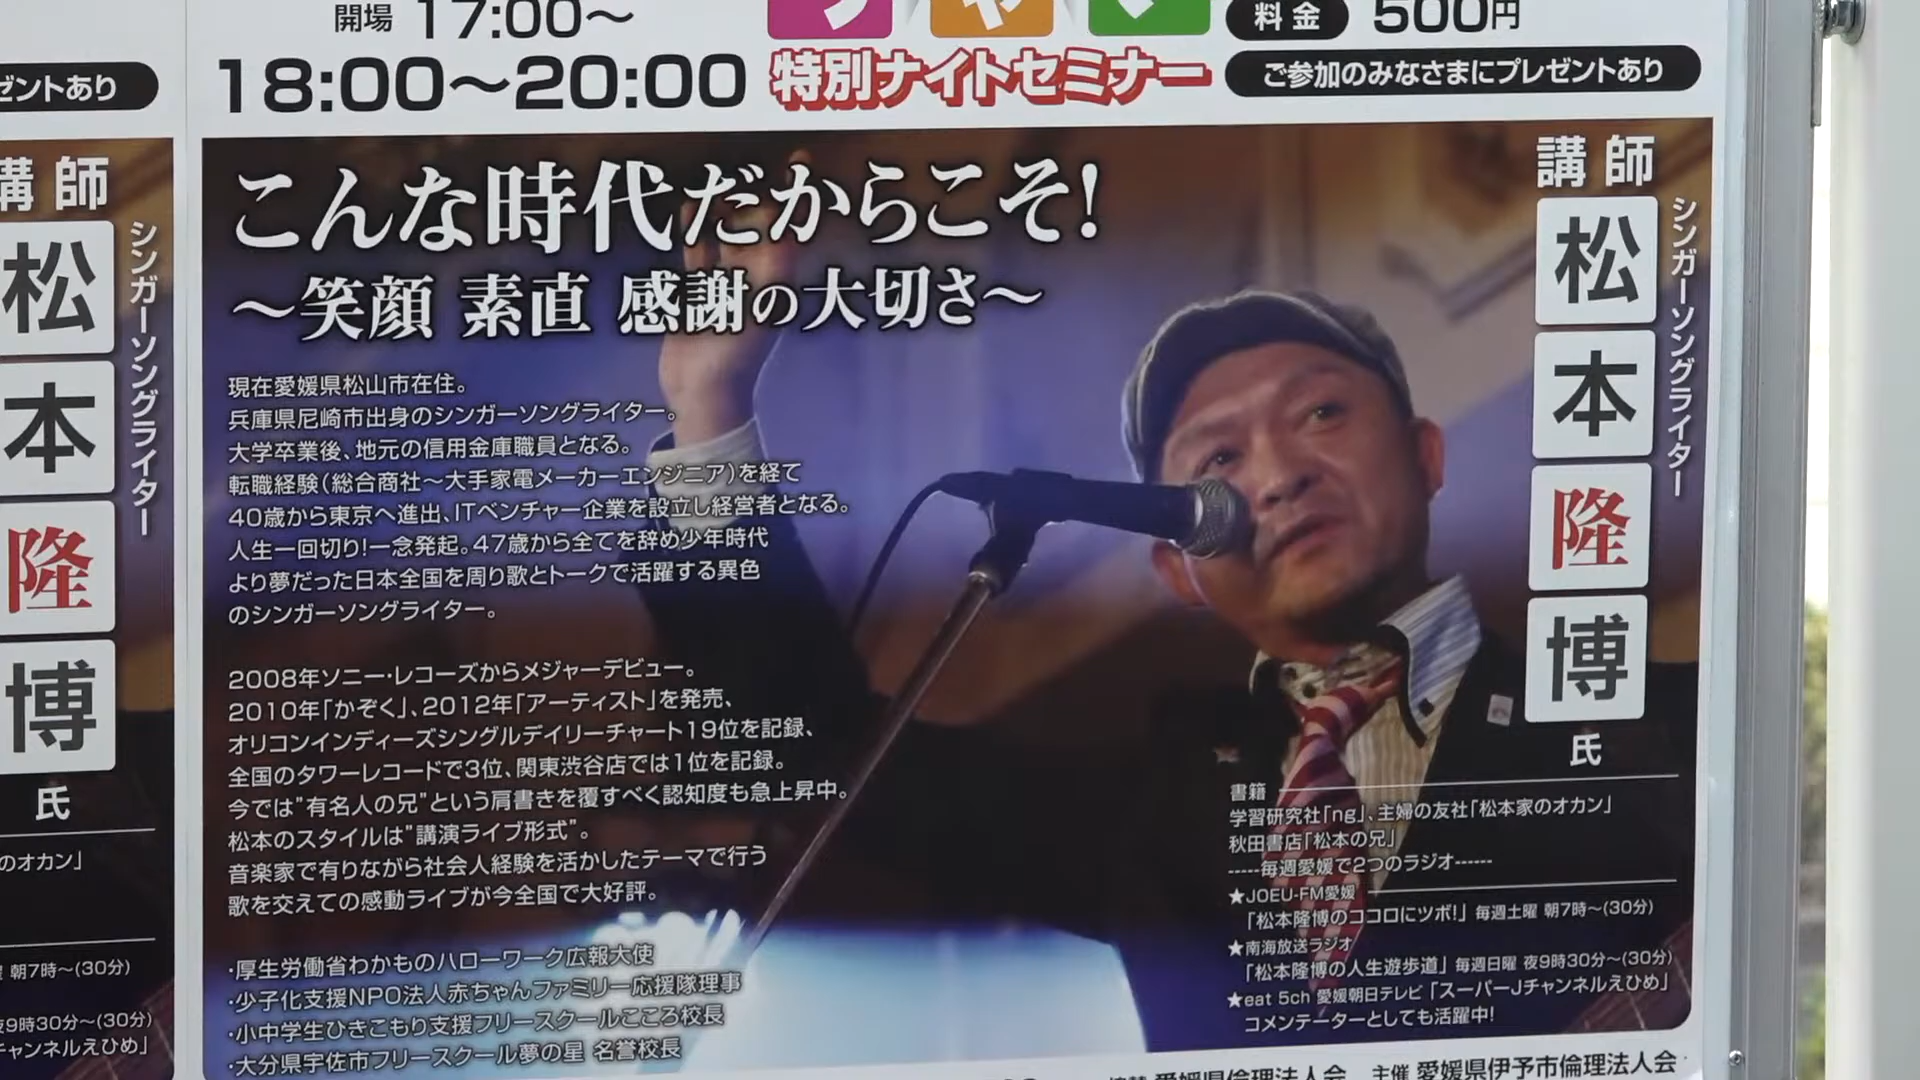 開場 17:00～
18:00～20:00
特別ナイトセミナー
料金 500円
ご参加のみなさまにプレゼントあり
こんな時代だからこそ!
～笑顔 素直 感謝の大切さ～
現在愛媛県松山市在住。
兵庫県尼崎市出身のシンガーソングライター。
大学卒業後、地元の信用金庫職員となる。
転職経験(総合商社～大手家電メーカーエンジニア)を経て
40歳から東京へ進出、ITベンチャー企業を設立し経営者となる。
人生一回切り!一念発起。47歳から全てを辞め少年時代
より夢だった日本全国を周り歌とトークで活躍する異色
のシンガーソングライター。
2008年ソニー・レコーズからメジャーデビュー。
2010年「かぞく」、2012年「アーティスト」を発売、
オリコンインディーズシングルデイリーチャート19位を記録、
全国のタワーレコードで3位、関東渋谷店では1位を記録。
今では"有名人の兄"という肩書きを覆すべく認知度も急上昇中。
松本のスタイルは"講演ライブ形式"。
音楽家で有りながら社会人経験を活かしたテーマで行う
歌を交えての感動ライブが今全国で大好評。
・厚生労働省わかものハローワーク広報大使
・少子化支援NPO法人赤ちゃんファミリー応援隊理事
・小中学生ひきこもり支援フリースクールこころ校長
・大分県宇佐市フリースクール夢の星 名誉校長
講師
シンガーソングライター
松本隆博
氏
書籍
学習研究社「ng」、主婦の友社「松本家のオカン」
秋田書店「松本の兄」
-----毎週愛媛で2つのラジオ------
★JOEU-FM愛媛
「松本隆博のココロにツボ!」 毎週土曜 朝7時～(30分)
★南海放送ラジオ
「松本隆博の人生遊歩道」 毎週日曜 夜9時30分～(30分)
★eat 5ch 愛媛朝日テレビ「スーパーJチャンネルえひめ」
コメンテーターとしても活躍中!
愛媛県倫理法人会 主催 愛媛県伊予市倫理法人会
ゼントあり
講師
シンガーソングライター
松本隆博
氏
のオカン」
朝7時～(30分)
夜9時30分～(30分)
チャンネルえひめ」